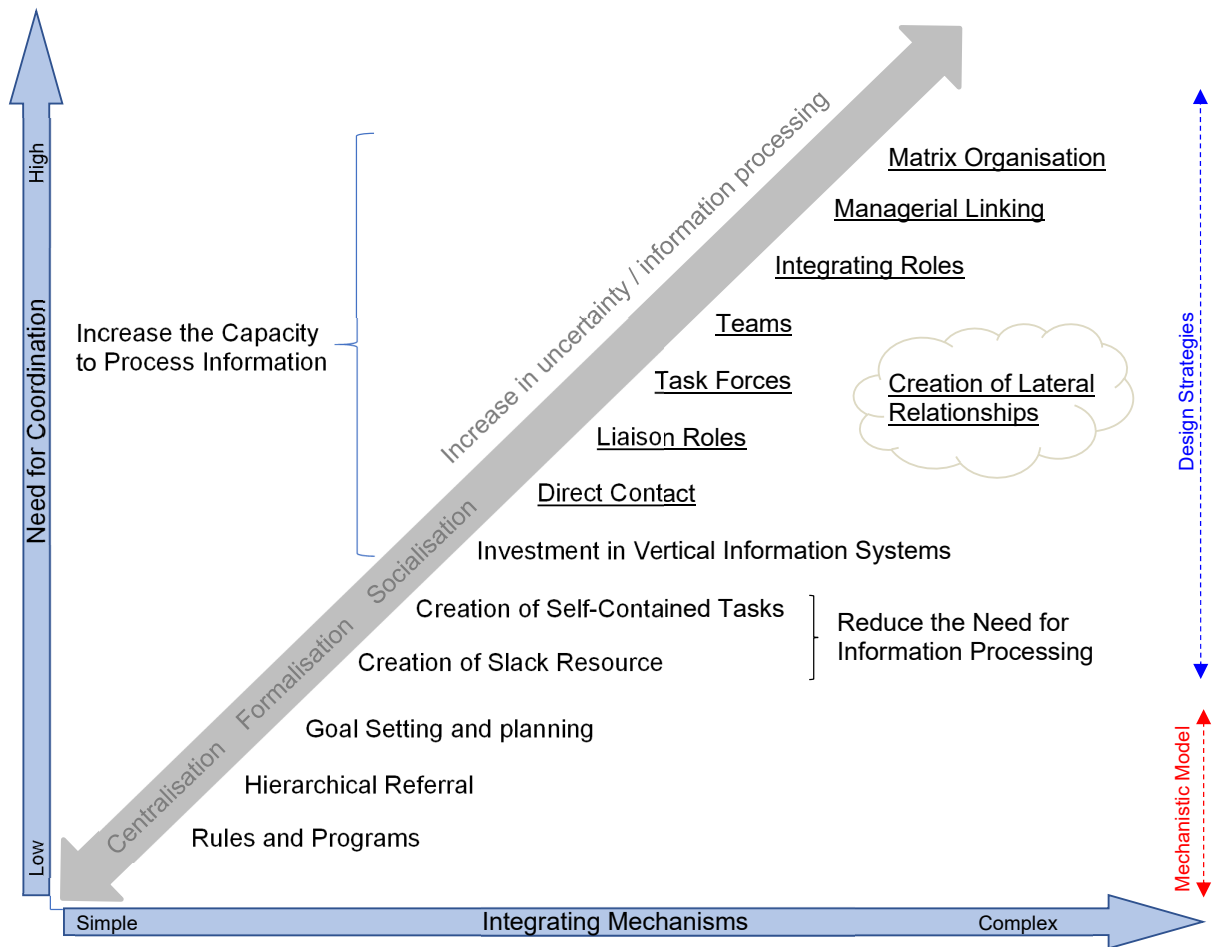 High
Need for Coordination
Low
Increase the Capacity
to Process Information
Increase in uncertainty / information processing
Centralisation Formalisation Socialisation
Matrix Organisation
Managerial Linking
Integrating Roles
Teams
Task Forces
Liaison Roles
Direct Contact
Investment in Vertical Information Systems
Creation of Self-Contained Tasks
Creation of Slack Resource
Goal Setting and planning
Hierarchical Referral
Rules and Programs
Creation of Lateral
Relationships
Reduce the Need for
Information Processing
Design Strategies
Mechanistic Model
Simple
Integrating Mechanisms
Complex